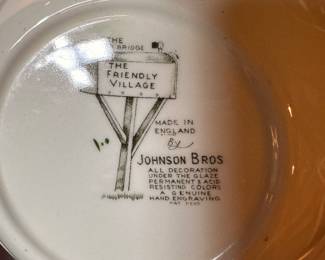 THE
BRIDGE
THE
FRIENDLY
VILLAGE
MADE IN
ENGLAND
By
JOHNSON BROS
ALL DECORATION
UNDER THE GLAZE
PERMANENT & ACID
RESISTING COLORS
A GENUINE
HAND ENGRAVING